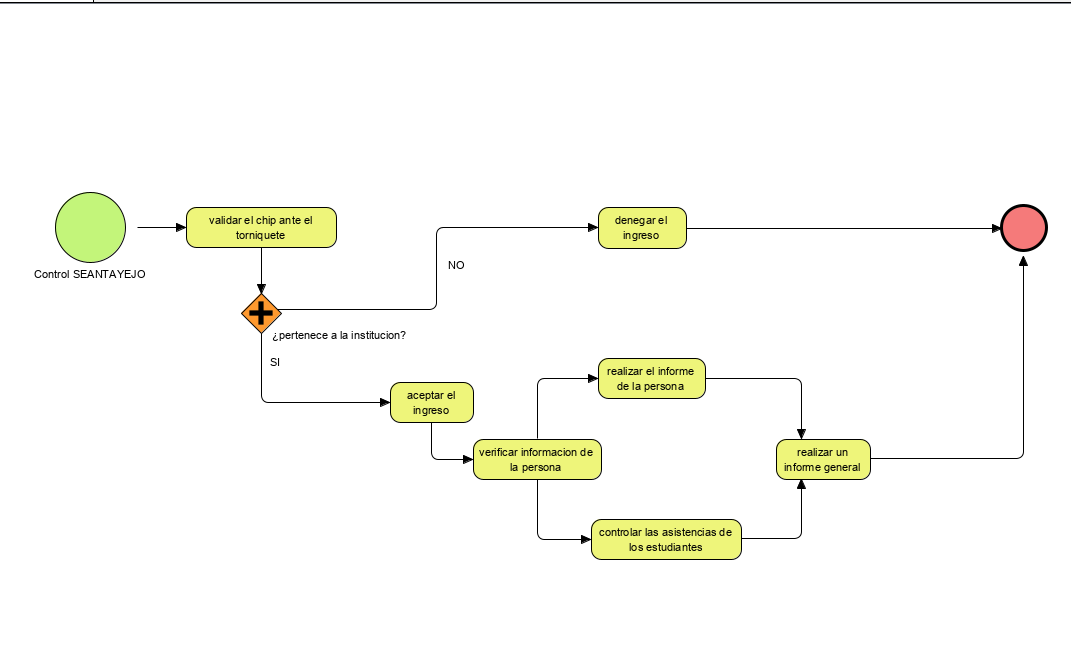 validar el chip ante el
torniquete
denegar el
ingreso
Control SEANTAYEJO
NO
¿pertenece a la institucion?
SI
aceptar el
ingreso
realizar el informe
de la persona
verificar informacion de
la persona
realizar un
informe general
controlar las asistencias de
los estudiantes